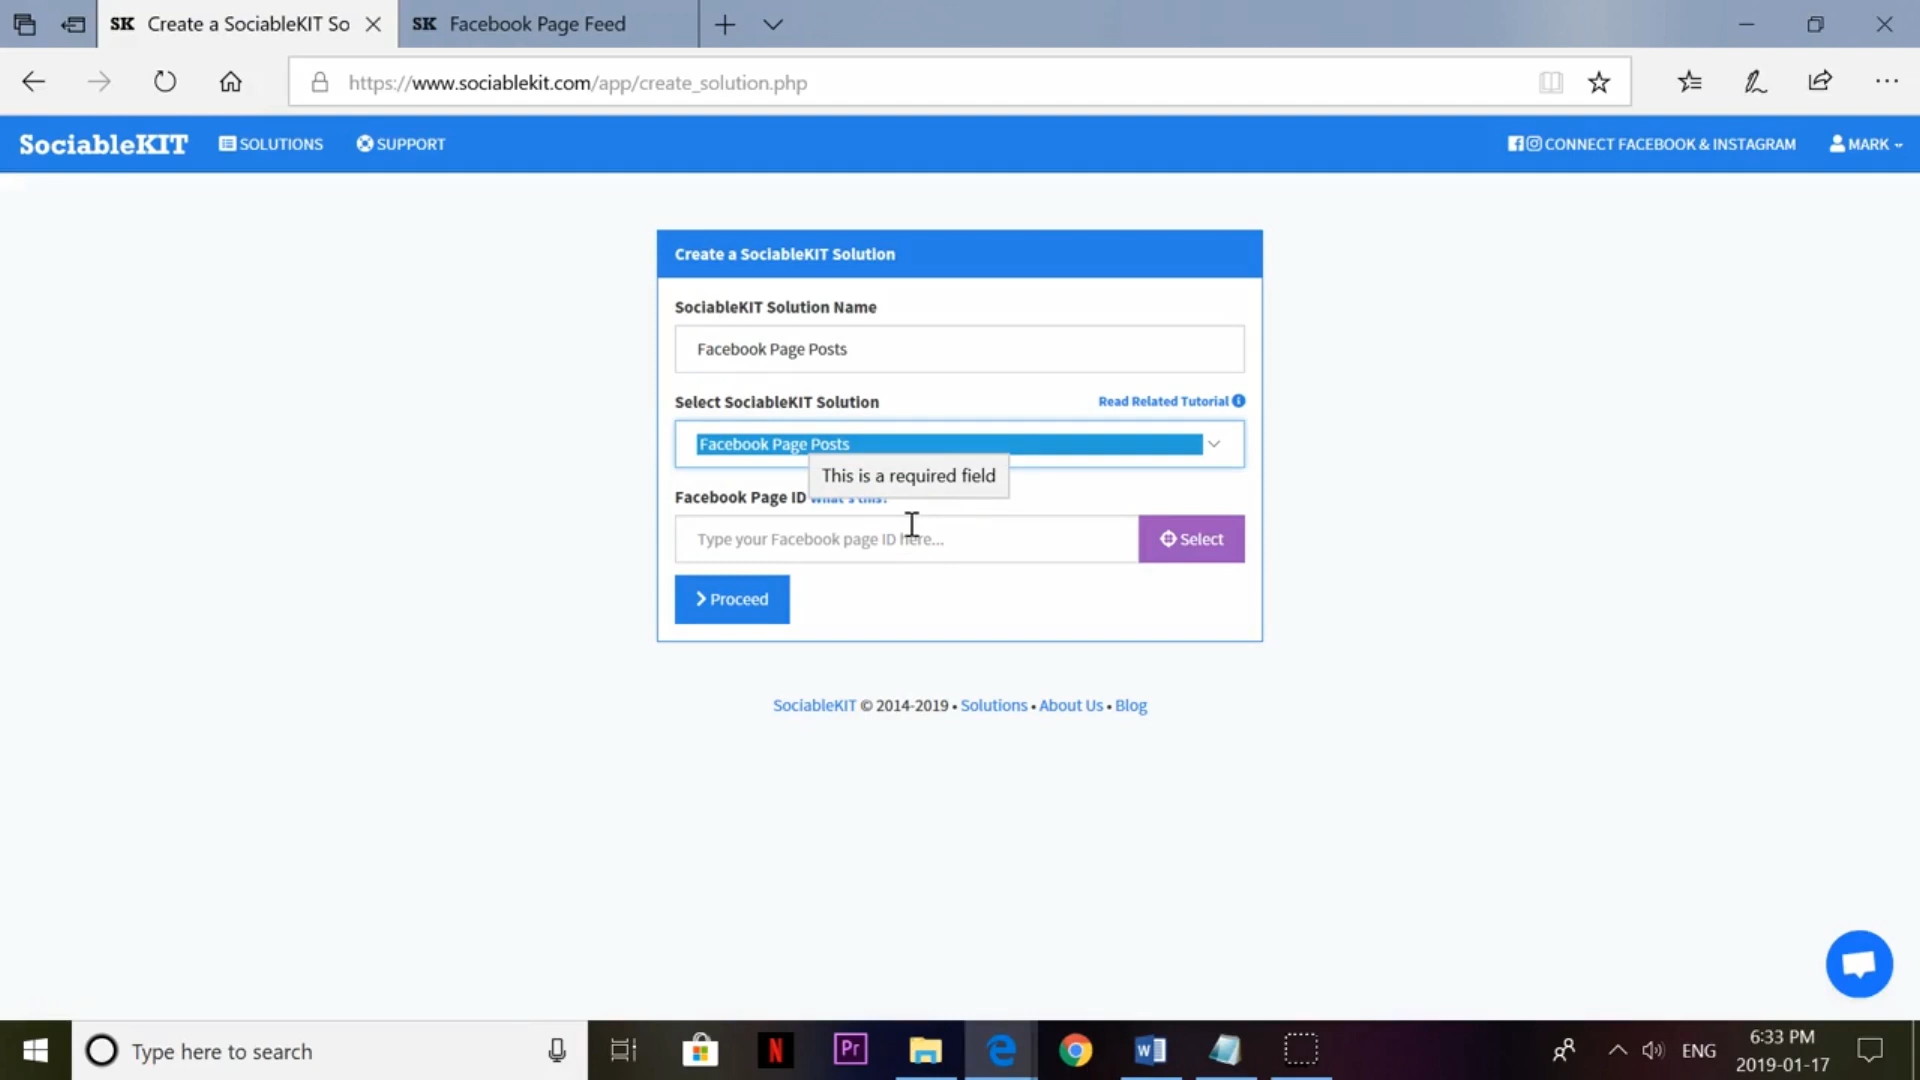 SK Create a SociableKIT So
SK Facebook Page Feed
https://www.sociablekit.com/app/create_solution.php
SociableKIT SOLUTIONS SUPPORT CONNECT FACEBOOK & INSTAGRAM MARK
Create a SociableKIT Solution
SociableKIT Solution Name
Facebook Page Posts
Select SociableKIT Solution Read Related Tutorial
Facebook Page Posts
This is a required field
Facebook Page ID What's this?
Type your Facebook page ID here...
Select
Proceed
SociableKIT © 2014-2019 • Solutions • About Us • Blog
Type here to search
N Pr ENG
6:33 PM
2019-01-17